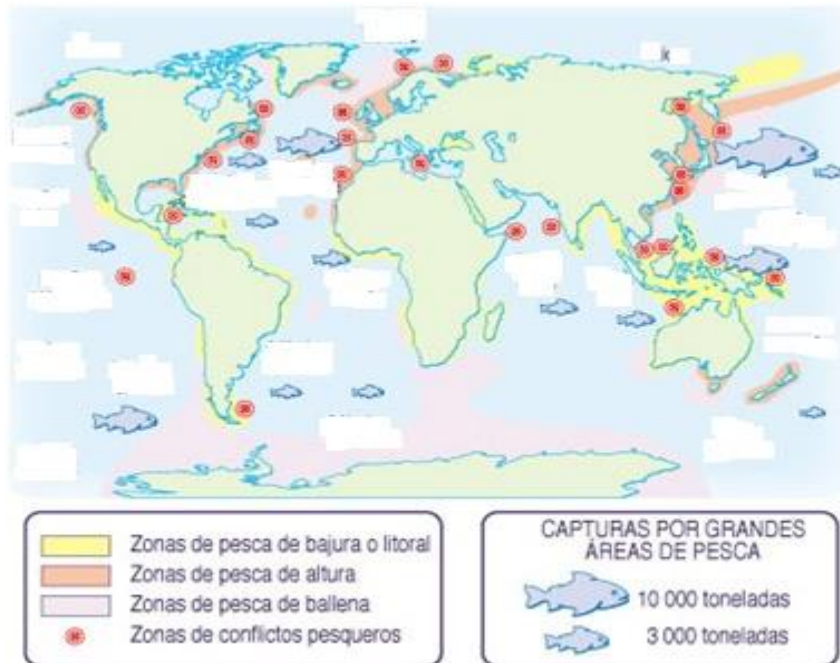 Zonas de pesca de bajura o litoral
Zonas de pesca de altura
Zonas de pesca de ballena
Zonas de conflictos pesqueros
CAPTURAS POR GRANDES
ÁREAS DE PESCA
10 000 toneladas
3 000 toneladas